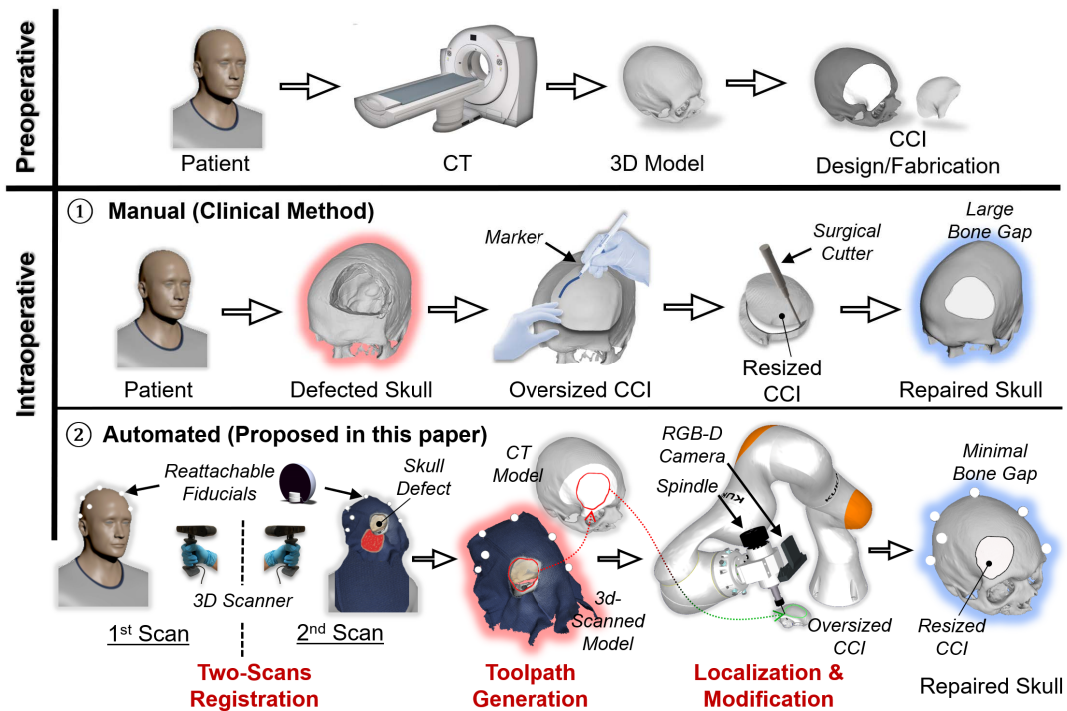 Preoperative
Patient
CT
3D Model
CCI
Design/Fabrication
Intraoperative
① Manual (Clinical Method)
Patient
Defected Skull
Marker
Oversized CCI
Surgical
Cutter
Resized
CCI
Large
Bone Gap
Repaired Skull
② Automated (Proposed in this paper)
Reattachable
Fiducials
Skull
Defect
3D Scanner
1st Scan
2nd Scan
Two-Scans
Registration
CT
Model
3d-
Scanned
Model
Toolpath
Generation
RGB-D
Camera
Spindle
KUKA
Oversized
CCI
Localization &
Modification
Minimal
Bone Gap
Resized
CCI
Repaired Skull